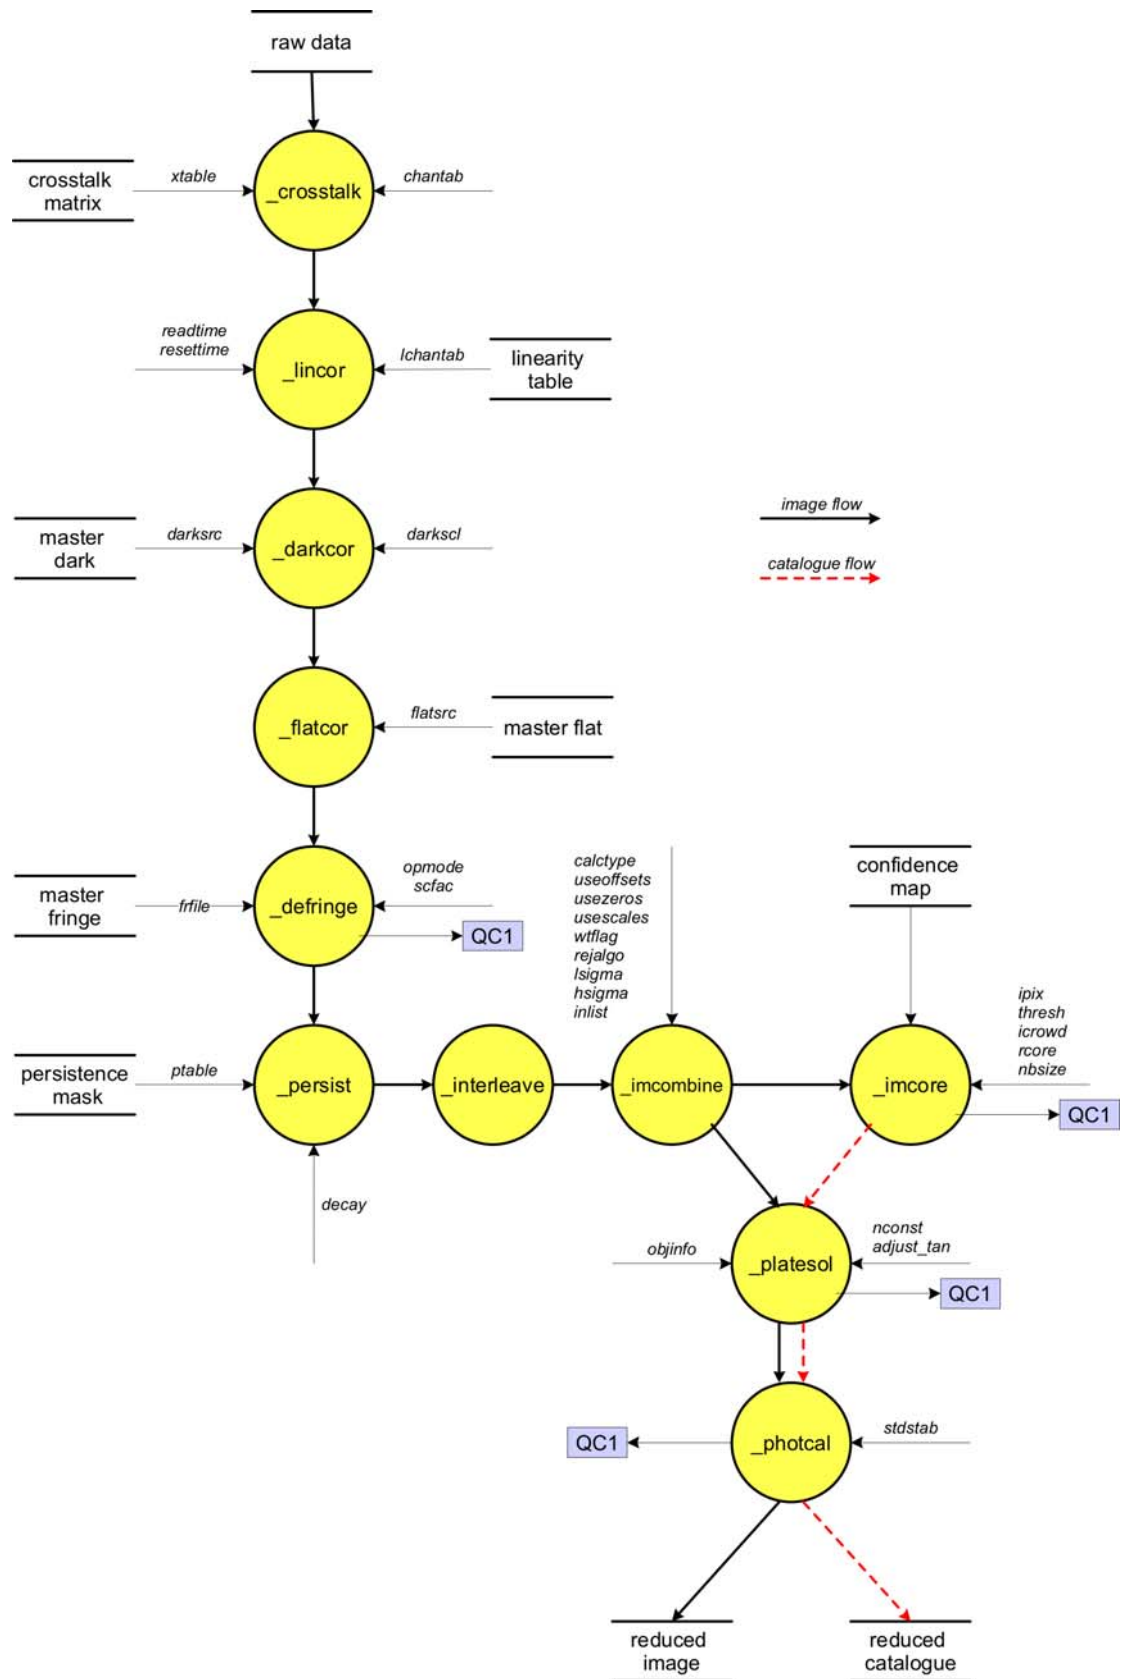 raw data
crosstalk
matrix
xtable
_crosstalk
chantab
readtime
resettime
_lincor
lchantab
linearity
table
master
dark
darksrc
_darkcor
darkscl
image flow
catalogue flow
_flatcor
flatsrc
master flat
master
fringe
frfile
_defringe
opmode
scfac
QC1
calctype
useoffsets
usezeros
usescales
wtflag
rejalgo
lsigma
hsigma
inlist
confidence
map
persistence
mask
ptable
_persist
_interleave
_imcombine
_imcore
ipix
thresh
icrowd
rcore
nbsize
QC1
decay
objinfo
_platesol
nconst
adjust_tan
QC1
QC1
_photcal
stdstab
reduced
image
reduced
catalogue